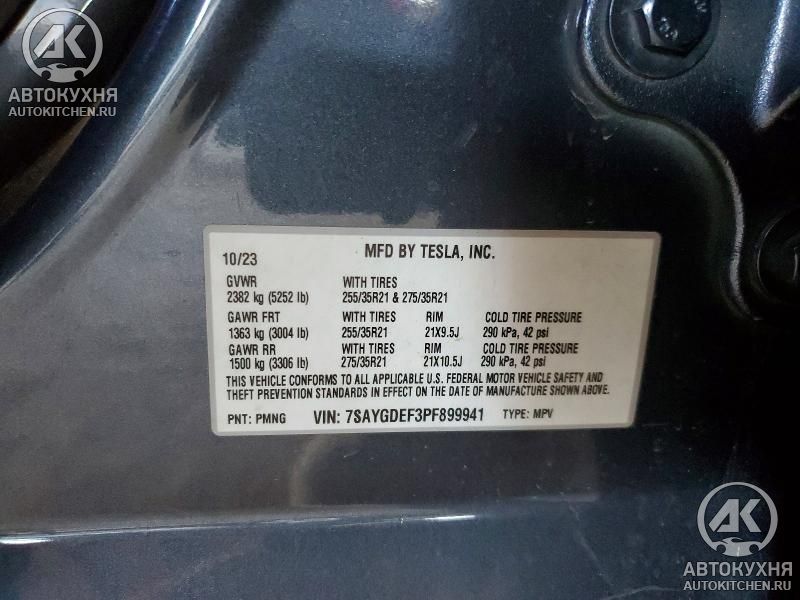 АК
АВТОКУХНЯ
AUTOKITCHEN.RU
10/23 MFD BY TESLA, INC.
GVWR WITH TIRES
2382 kg (5252 lb) 255/35R21 & 275/35R21
GAWR FRT WITH TIRES RIM COLD TIRE PRESSURE
1363 kg (3004 lb) 255/35R21 21X9.5J 290 kPa, 42 psi
GAWR RR WITH TIRES RIM COLD TIRE PRESSURE
1500 kg (3306 lb) 275/35R21 21X10.5J 290 kPa, 42 psi
THIS VEHICLE CONFORMS TO ALL APPLICABLE U.S. FEDERAL MOTOR VEHICLE SAFETY AND
THEFT PREVENTION STANDARDS IN EFFECT ON THE DATE OF MANUFACTURE SHOWN ABOVE.
PNT: PMNG VIN: 7SAYGDEF3PF899941 TYPE: MPV
АК
АВТОКУХНЯ
AUTOKITCHEN.RU